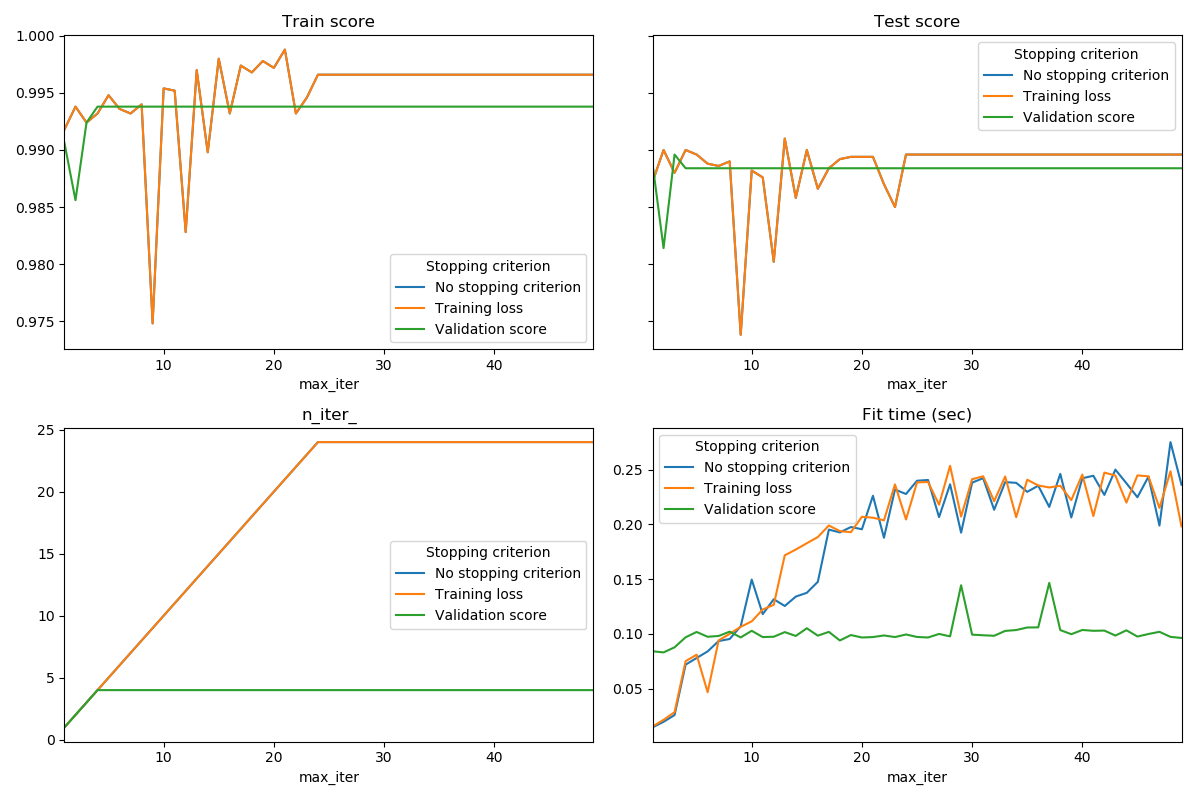 Train score
1.000
0.995
0.990
0.985
0.980
0.975
Stopping criterion
No stopping criterion
Training loss
Validation score
10 20 30 40
max_iter
Test score
Stopping criterion
No stopping criterion
Training loss
Validation score
10 20 30 40
max_iter
n_iter_
25
20
15
10
5
0
Stopping criterion
No stopping criterion
Training loss
Validation score
10 20 30 40
max_iter
Fit time (sec)
Stopping criterion
No stopping criterion
Training loss
Validation score
0.25
0.20
0.15
0.10
0.05
10 20 30 40
max_iter